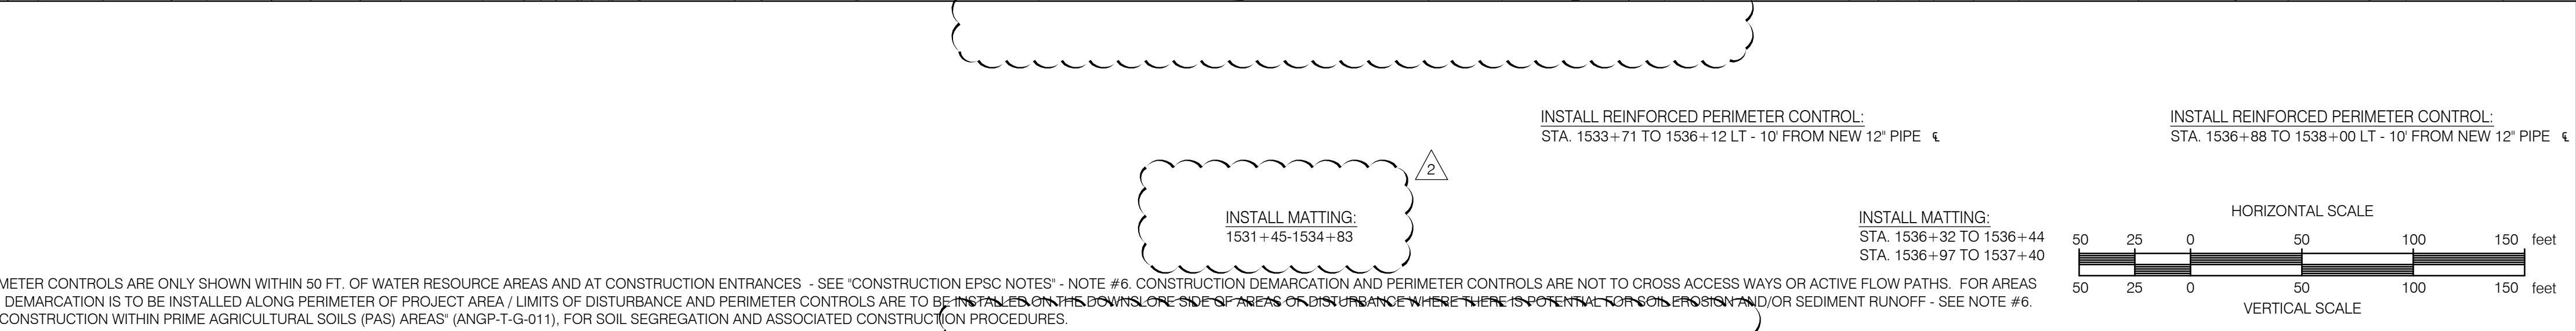 INSTALL REINFORCED PERIMETER CONTROL:
STA. 1533+71 TO 1536+12 LT - 10' FROM NEW 12" PIPE ℄
INSTALL REINFORCED PERIMETER CONTROL:
STA. 1536+88 TO 1538+00 LT - 10' FROM NEW 12" PIPE ℄
2
INSTALL MATTING:
1531+45-1534+83
INSTALL MATTING:
STA. 1536+32 TO 1536+44
STA. 1536+97 TO 1537+40
HORIZONTAL SCALE
50 25 0 50 100 150 feet
50 25 0 50 100 150 feet
VERTICAL SCALE
METER CONTROLS ARE ONLY SHOWN WITHIN 50 FT. OF WATER RESOURCE AREAS AND AT CONSTRUCTION ENTRANCES - SEE "CONSTRUCTION EPSC NOTES" - NOTE #6. CONSTRUCTION DEMARCATION AND PERIMETER CONTROLS ARE NOT TO CROSS ACCESS WAYS OR ACTIVE FLOW PATHS. FOR AREAS
DEMARCATION IS TO BE INSTALLED ALONG PERIMETER OF PROJECT AREA / LIMITS OF DISTURBANCE AND PERIMETER CONTROLS ARE TO BE INSTALLED ON THE DOWNSLOPE SIDE OF AREAS OF DISTURBANCE WHERE THERE IS POTENTIAL FOR SOIL EROSION AND/OR SEDIMENT RUNOFF - SEE NOTE #6.
CONSTRUCTION WITHIN PRIME AGRICULTURAL SOILS (PAS) AREAS" (ANGP-T-G-011), FOR SOIL SEGREGATION AND ASSOCIATED CONSTRUCTION PROCEDURES.